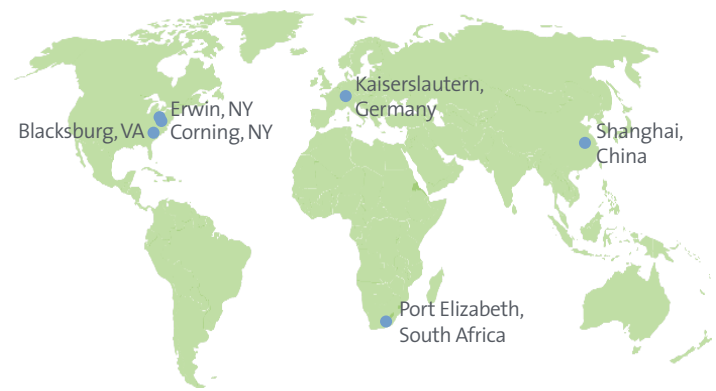 Kaiserslautern,
Germany
Erwin, NY
Blacksburg, VA
Corning, NY
Shanghai,
China
Port Elizabeth,
South Africa